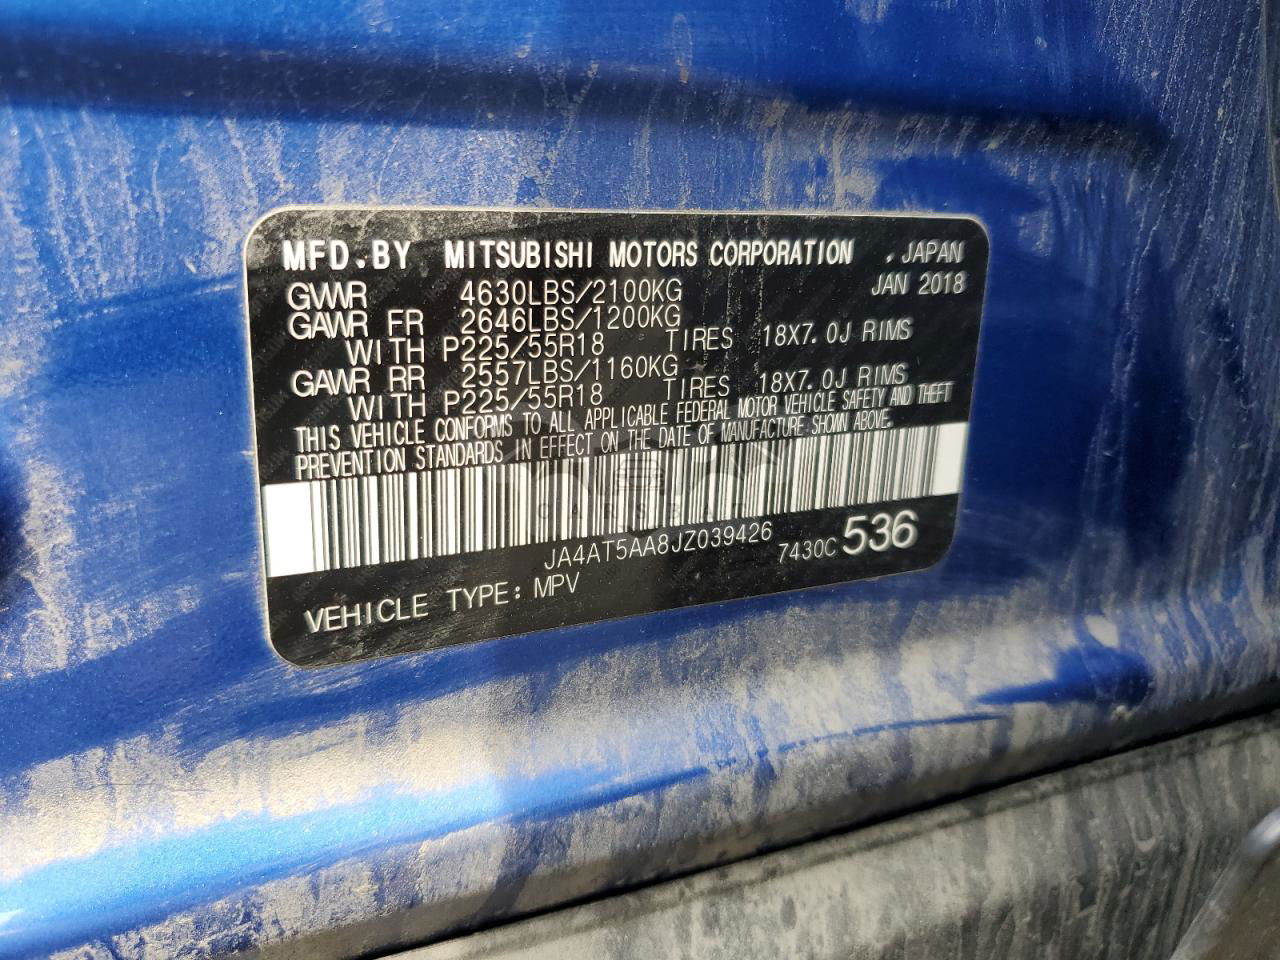 MFD.BY MITSUBISHI MOTORS CORPORATION , JAPAN
GVWR 4630LBS/2100KG JAN 2018
GAWR FR 2646LBS/1200KG
WITH P225/55R18 TIRES 18X7.0J RIMS
GAWR RR 2557LBS/1160KG
WITH P225/55R18 TIRES 18X7.0J RIMS
THIS VEHICLE CONFORMS TO ALL APPLICABLE FEDERAL MOTOR VEHICLE SAFETY AND THEFT
PREVENTION STANDARDS IN EFFECT ON THE DATE OF MANUFACTURE SHOWN ABOVE.
JA4AT5AA8JZ039426 7430C 536
VEHICLE TYPE: MPV